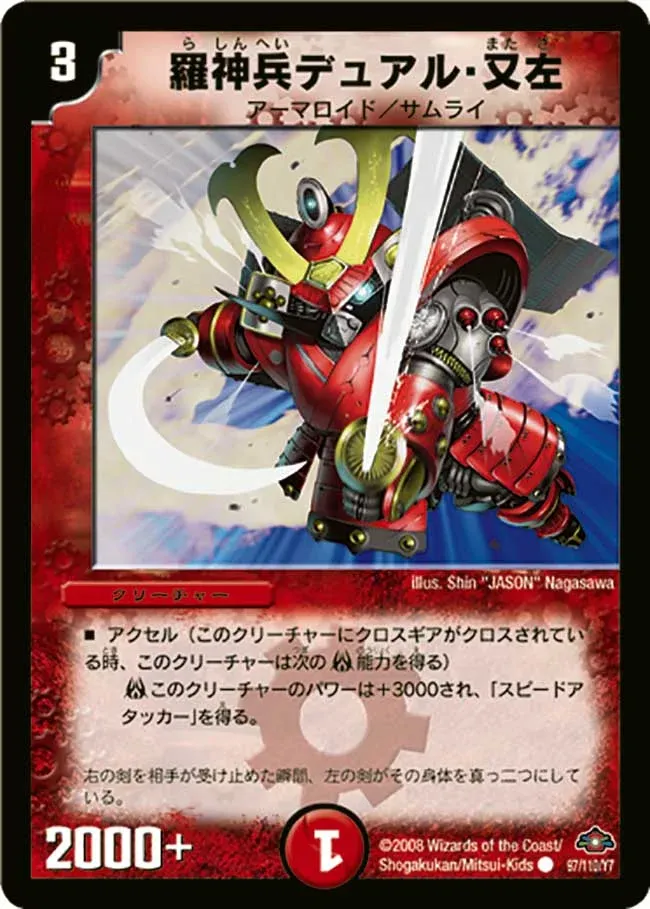 3
羅神兵デュアル・又左
らしんへい またざ
アーマロイド／サムライ
illus. Shin "JASON" Nagasawa
クリーチャー
■ アクセル（このクリーチャーにクロスギアがクロスされてい
る時、このクリーチャーは次の能力を得る）
このクリーチャーのパワーは＋3000され、「スピードア
タッカー」を得る。
右の剣を相手が受け止めた瞬間、左の剣がその身体を真っ二つにして
いる。
2000+
1
©2008 Wizards of the Coast/
Shogakukan/Mitsui-Kids
97/110/Y7